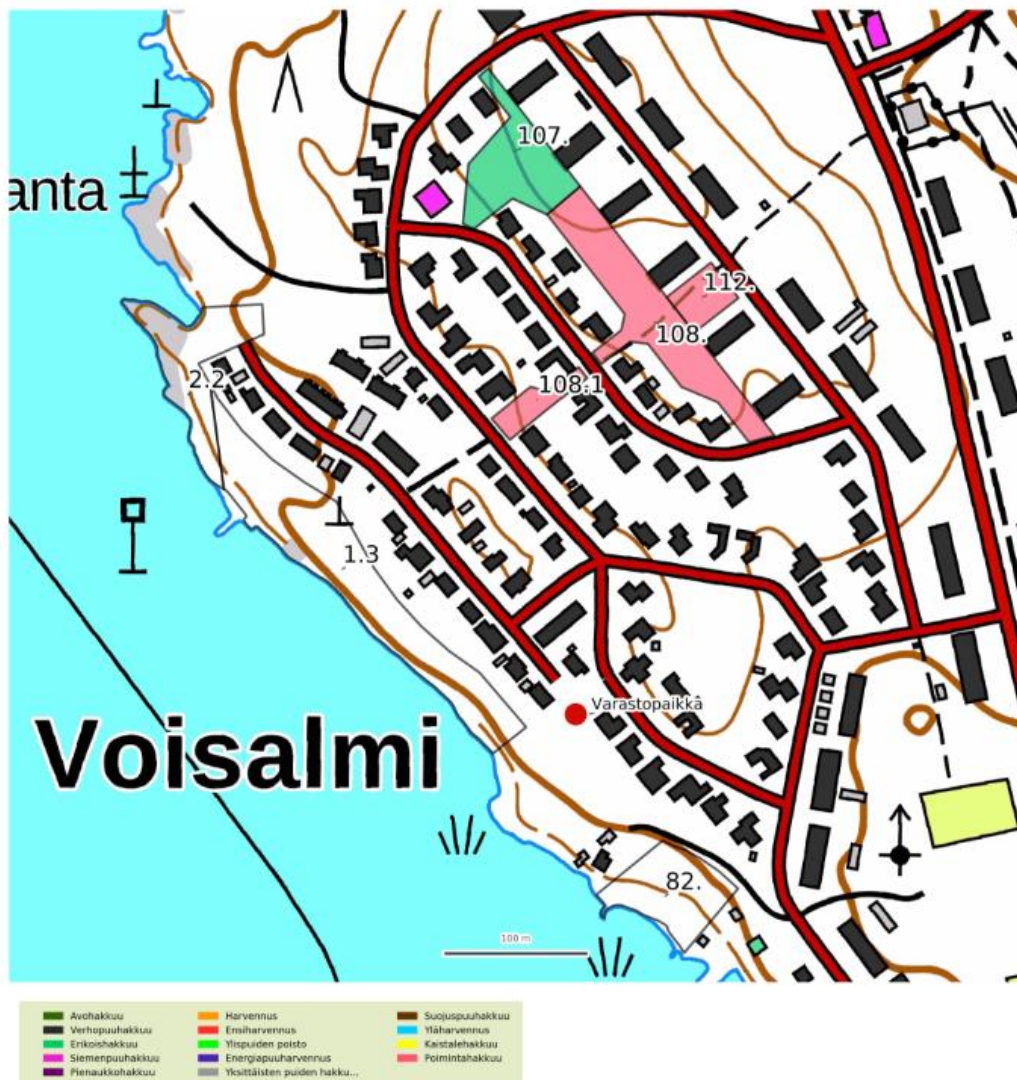 107.
anta
112.
108.
2.2
108.1
1.3
Varastopaikka
Voisalmi
82.
100 m
Avohakkuu
Verhopuuhakkuu
Erikoishakkuu
Siemenpuuhakkuu
Pienaukkohakkuu
Harvennus
Ensiharvennus
Ylispuiden poisto
Energiapuuharvennus
Yksittäisten puiden hakku...
Suojuspuuhakkuu
Yläharvennus
Kaistalehakkuu
Poimintahakkuu